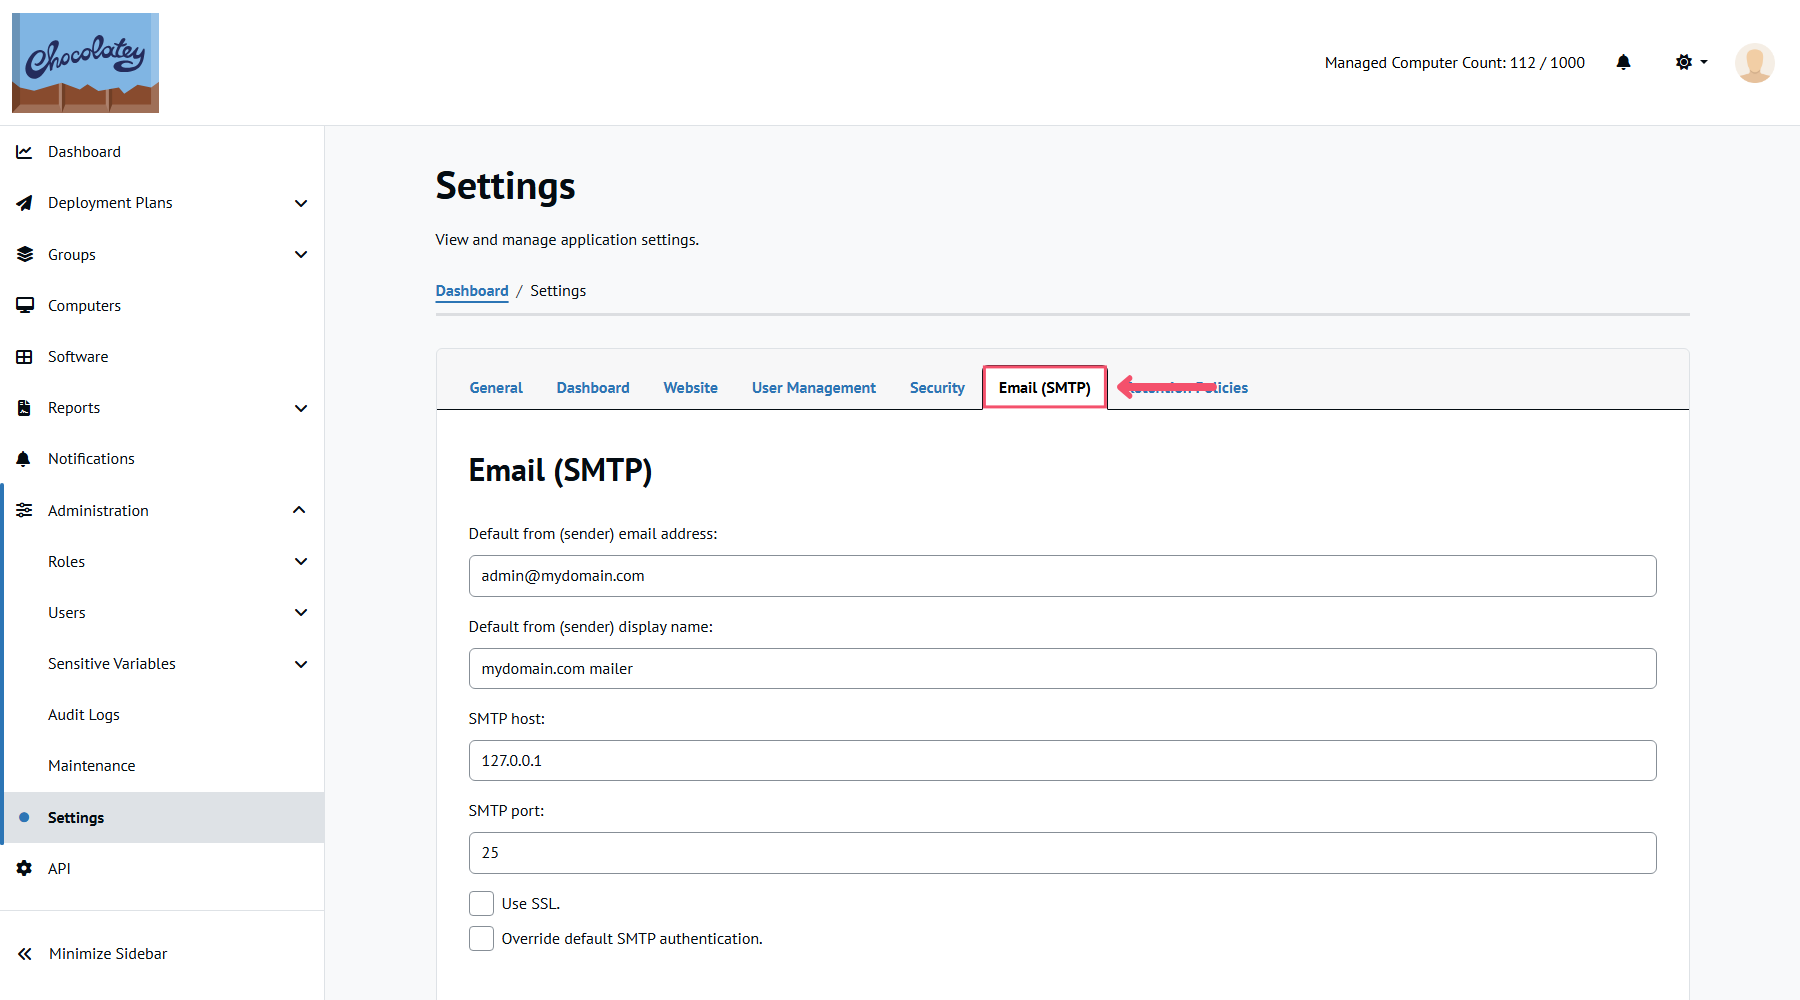 Chocolatey
Managed Computer Count: 112 / 1000
Dashboard
Deployment Plans
Groups
Computers
Software
Reports
Notifications
Administration
Roles
Users
Sensitive Variables
Audit Logs
Maintenance
Settings
API
Minimize Sidebar
Settings
View and manage application settings.
Dashboard / Settings
General Dashboard Website User Management Security Email (SMTP) Retention Policies
Email (SMTP)
Default from (sender) email address:
admin@mydomain.com
Default from (sender) display name:
mydomain.com mailer
SMTP host:
127.0.0.1
SMTP port:
25
Use SSL.
Override default SMTP authentication.